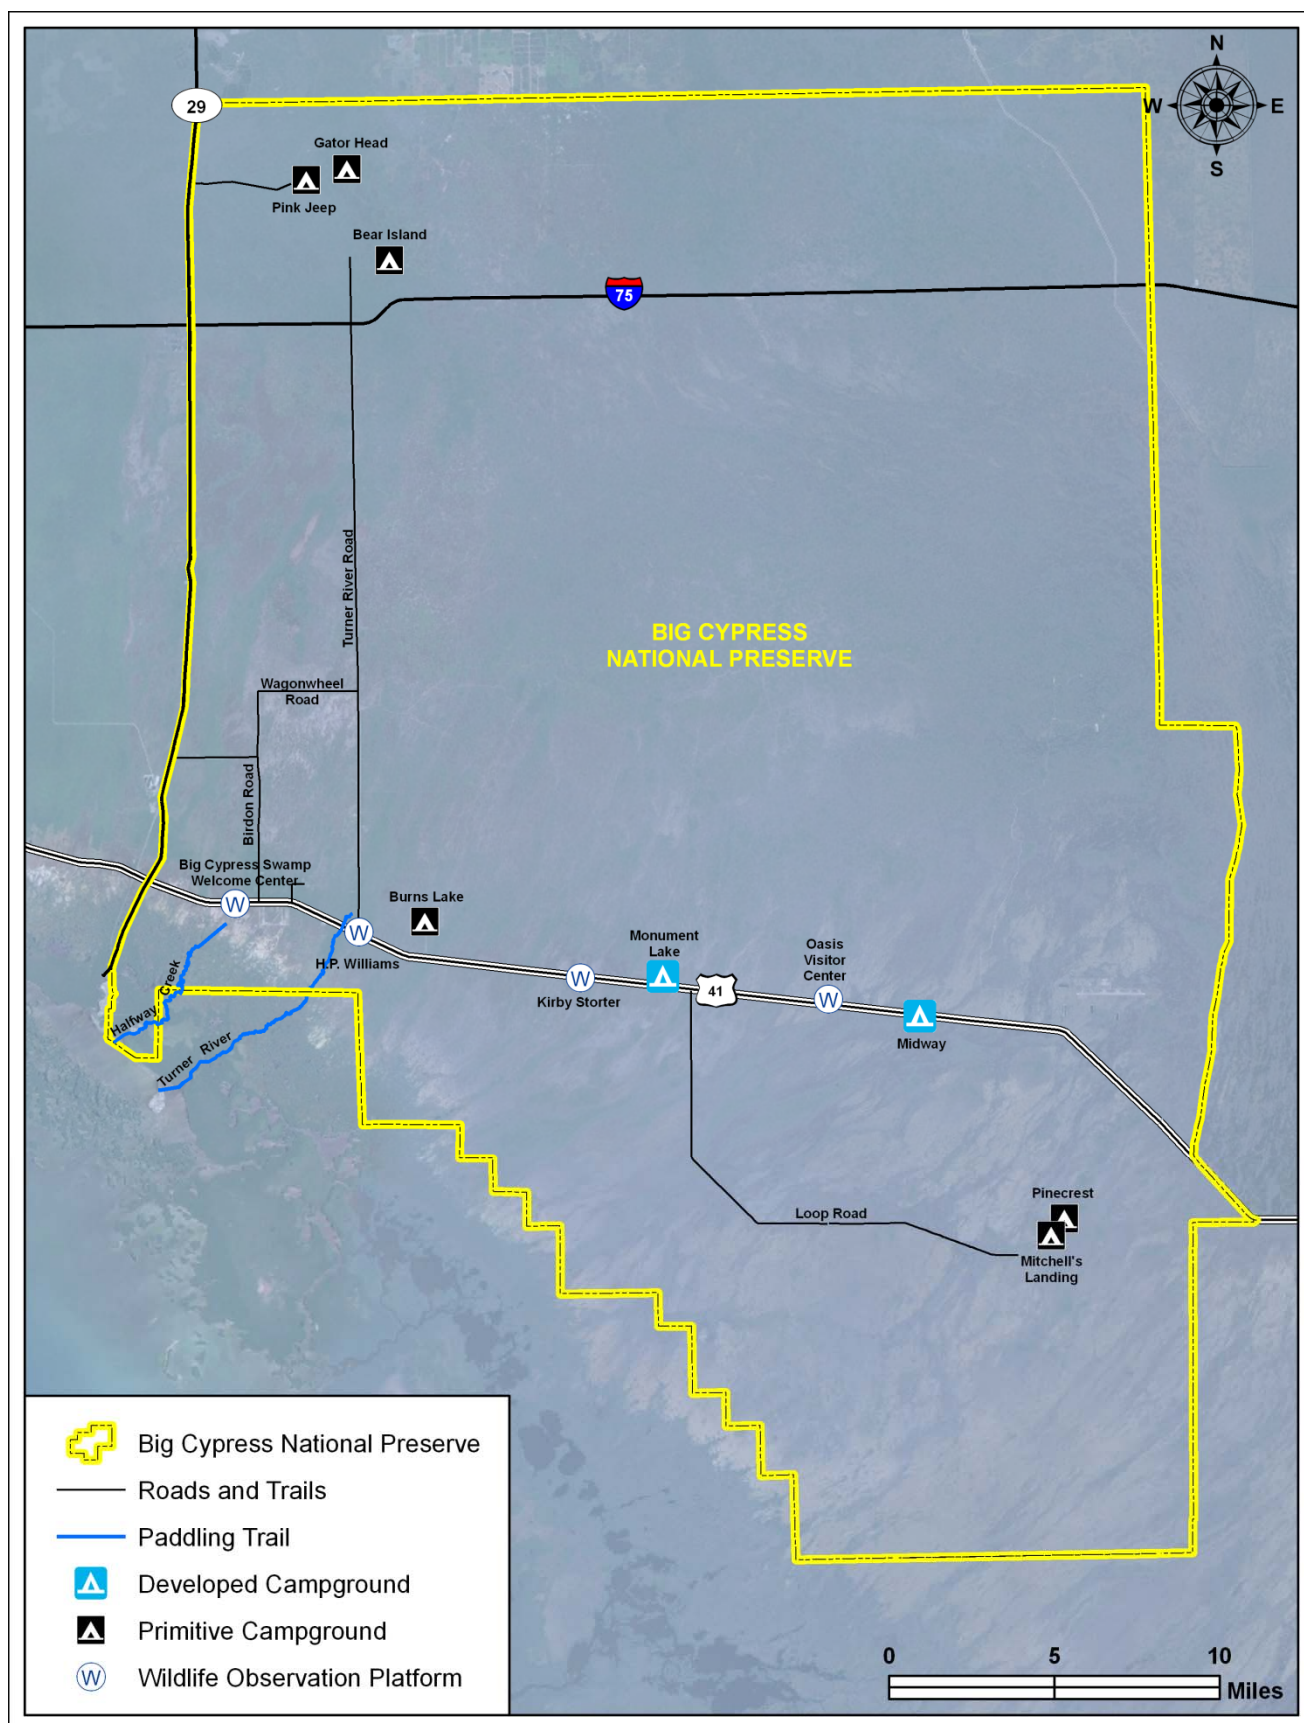 N
W
E
S
29
Gator Head
Pink Jeep
Bear Island
75
Turner River Road
BIG CYPRESS
NATIONAL PRESERVE
Wagonwheel
Road
Birdon Road
Big Cypress Swamp
Welcome Center
W
Burns Lake
W
H.P. Williams
Monument
Lake
Oasis
Visitor
Center
W
Kirby Storter
41
W
Midway
Halfway Creek
Turner River
Pinecrest
Loop Road
Mitchell's
Landing
Big Cypress National Preserve
Roads and Trails
Paddling Trail
Developed Campground
Primitive Campground
W Wildlife Observation Platform
0 5 10
Miles